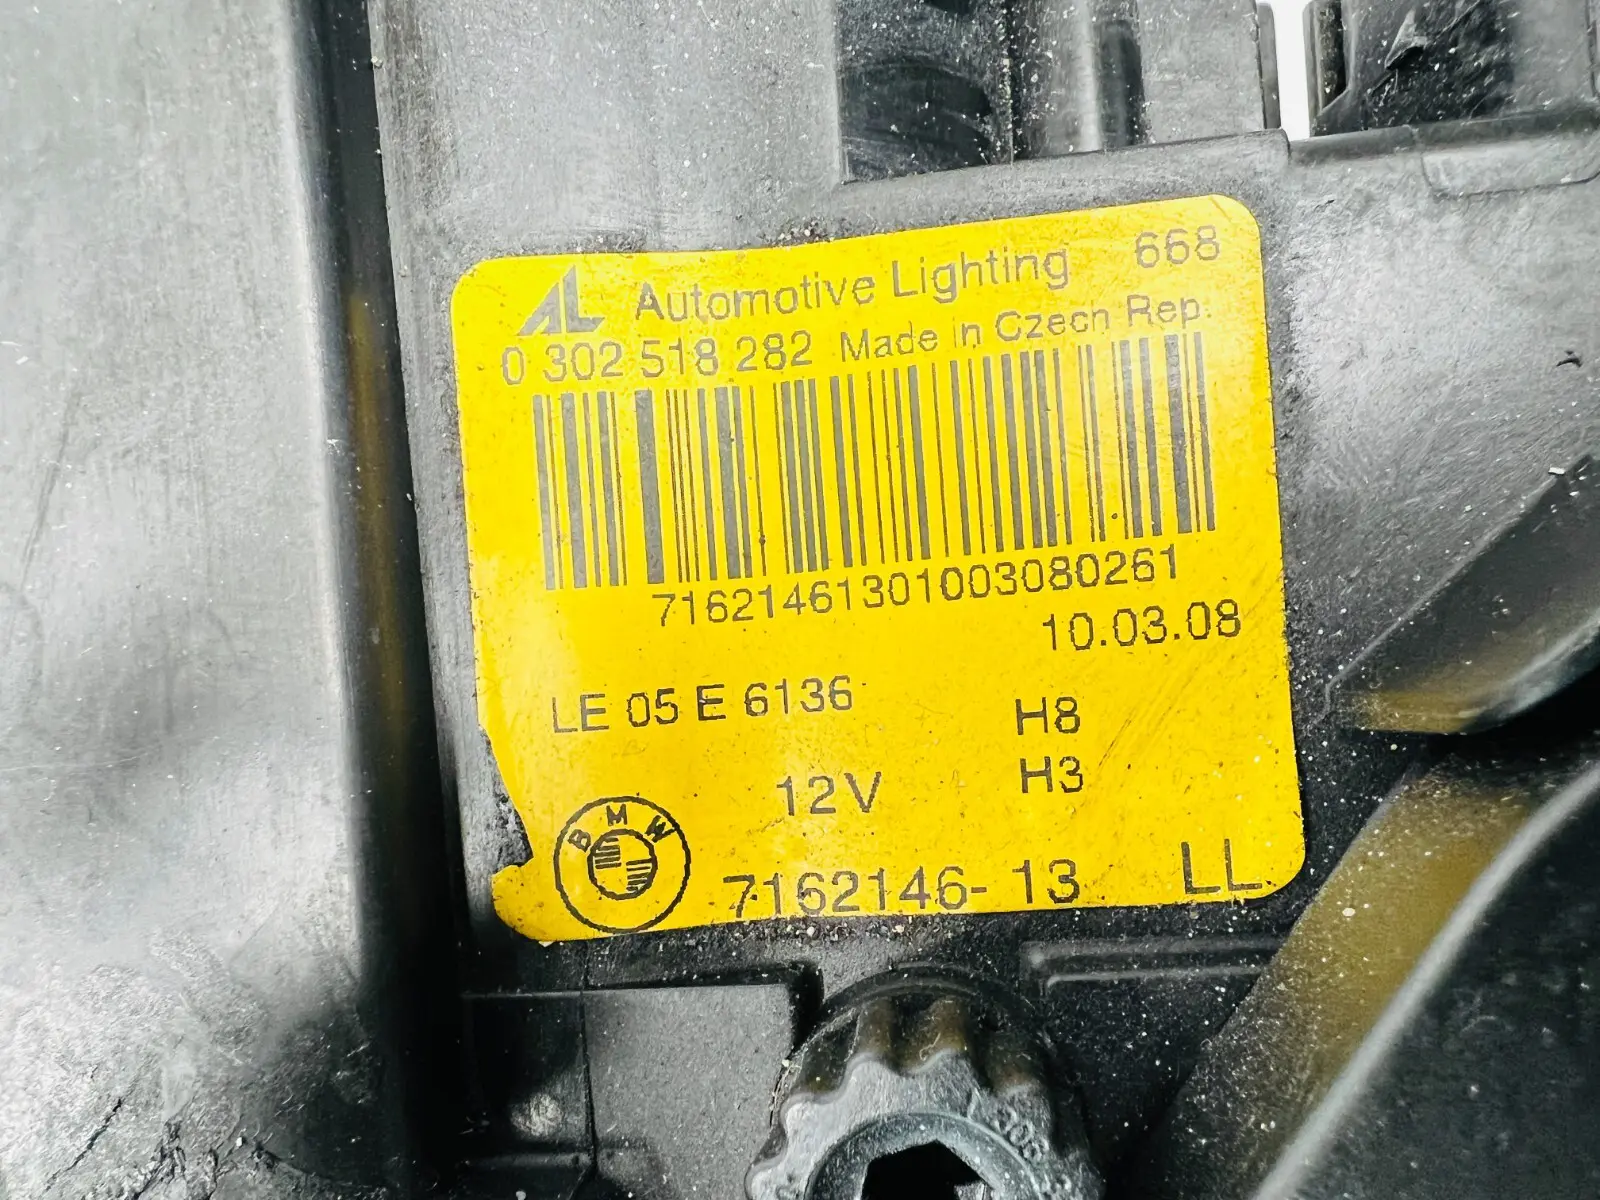 AL Automotive Lighting 668
0 302 518 282 Made in Czech Rep.
71621461301003080261
10.03.08
LE 05 E 6136 H8
12V H3
BMW 7162146-13 LL